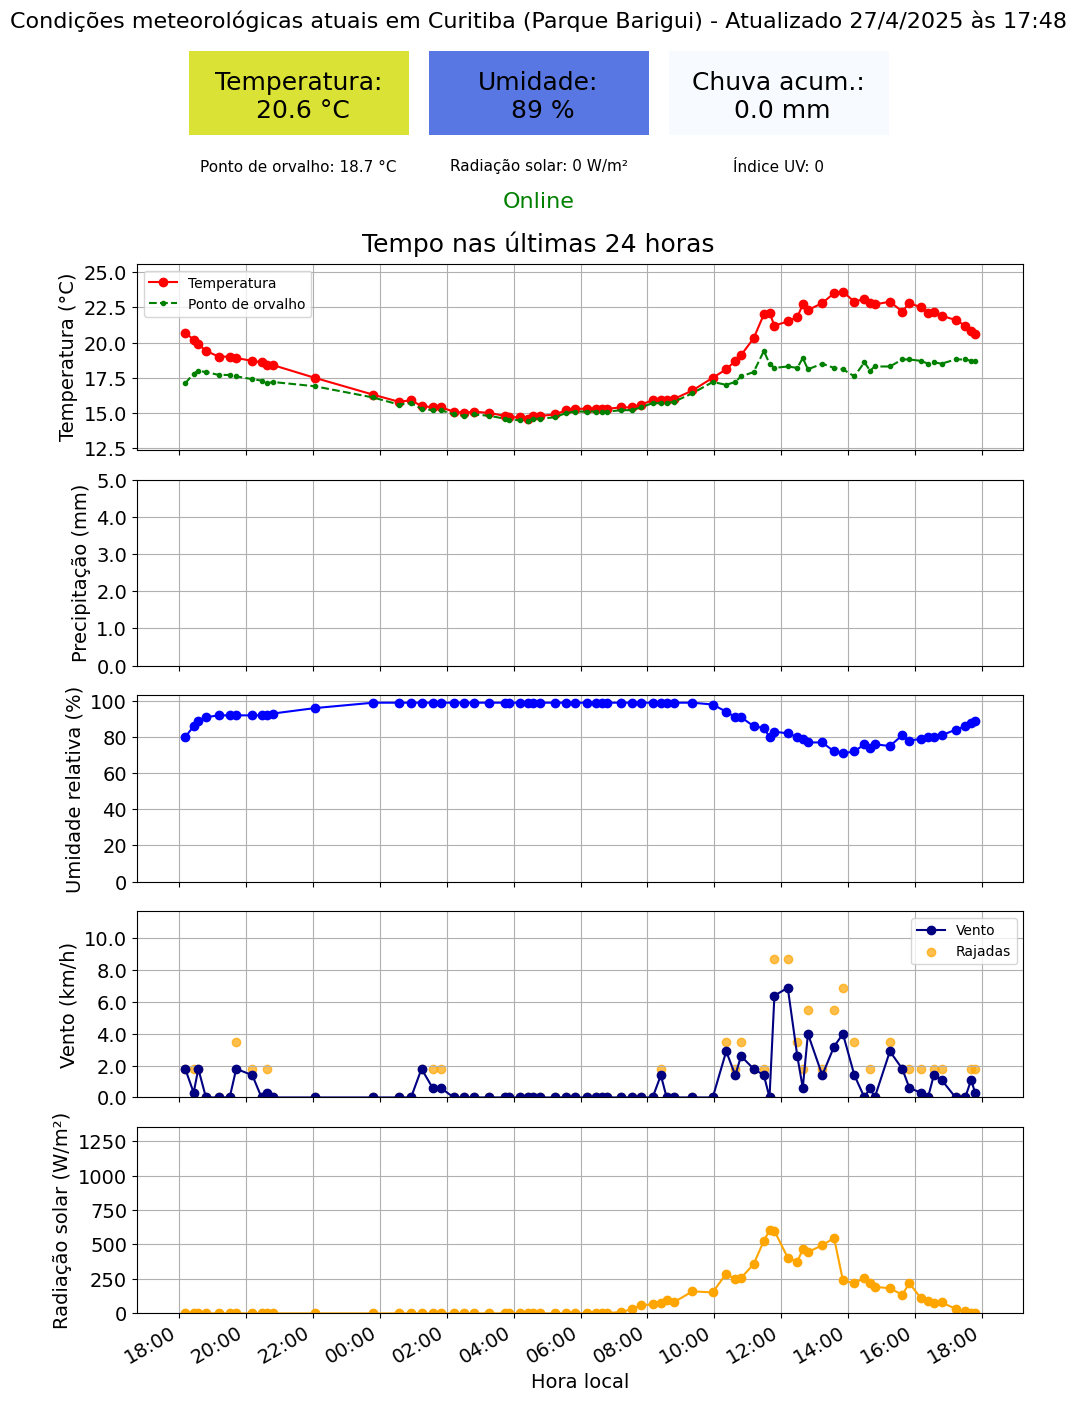 Condições meteorológicas atuais em Curitiba (Parque Barigui) - Atualizado 27/4/2025 às 17:48
Temperatura:
20.6 °C
Umidade:
89 %
Chuva acum.:
0.0 mm
Ponto de orvalho: 18.7 °C
Radiação solar: 0 W/m²
Índice UV: 0
Online
Tempo nas últimas 24 horas
Temperatura (°C)
25.0
22.5
20.0
17.5
15.0
12.5
Temperatura
Ponto de orvalho
Precipitação (mm)
5.0
4.0
3.0
2.0
1.0
0.0
Umidade relativa (%)
100
80
60
40
20
0
Vento (km/h)
10.0
8.0
6.0
4.0
2.0
0.0
Vento
Rajadas
Radiação solar (W/m²)
1250
1000
750
500
250
0
18:00
20:00
22:00
00:00
02:00
04:00
06:00
08:00
10:00
12:00
14:00
16:00
18:00
Hora local